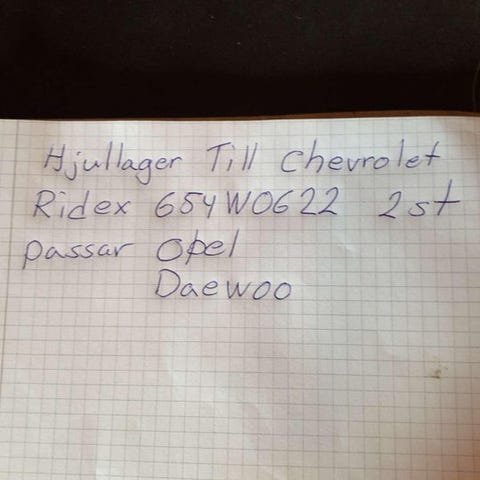 Hjullager Till Chevrolet
Ridex 654W0622 2st
passar Opel
Daewoo